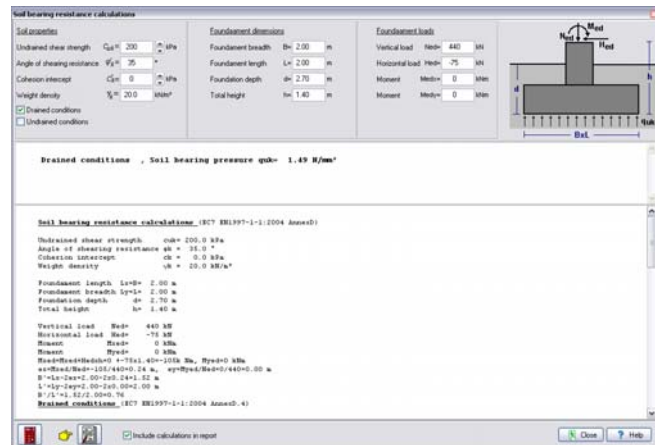 Soil bearing resistance calculations
Soil properties
Undrained shear strength Cuk= 200 kPa
Angle of shearing resistance φk= 35 °
Cohesion intercept Ck= 0 kPa
Weight density γk= 20.0 kN/m³
Drained conditions
Undrained conditions
Foundament dimensions
Foundament breadth B= 2.00 m
Foundament length L= 2.00 m
Foundation depth d= 2.70 m
Total height h= 1.40 m
Foundament loads
Vertical load Ned= 440 kN
Horizontal load Hed= -75 kN
Moment Medx= 0 kNm
Moment Medy= 0 kNm
Ned Med
Hed
d
h
quk
BxL
Drained conditions , Soil bearing pressure quk= 1.49 N/mm²
Soil bearing resistance calculations (EC7 EN1997-1-1:2004 AnnexD)
Undrained shear strength cuk= 200.0 kPa
Angle of shearing resistance φk = 35.0 °
Cohesion intercept ck = 0.0 kPa
Weight density γk = 20.0 kN/m³
Foundament length Lx=B= 2.00 m
Foundament breadth Ly=L= 2.00 m
Foundation depth d= 2.70 m
Total height h= 1.40 m
Vertical load Ned= 440 kN
Horizontal load Hed= -75 kN
Moment Mxed= 0 kNm
Moment Myed= 0 kNm
Mxed=Mxed+Hedxh=0 +-75x1.40=-105k Nm, Myed=0 kNm
ex=Mxed/Ned=-105/440=0.24 m, ey=Myed/Ned=0/440=0.00 m
B'=Lx-2ex=2.00-2x0.24=1.52 m
L'=Ly-2ey=2.00-2x0.00=2.00 m
B'/L'=1.52/2.00=0.76
Drained conditions (EC7 EN1997-1-1:2004 AnnexD.4)
Include calculations in report
Close
Help